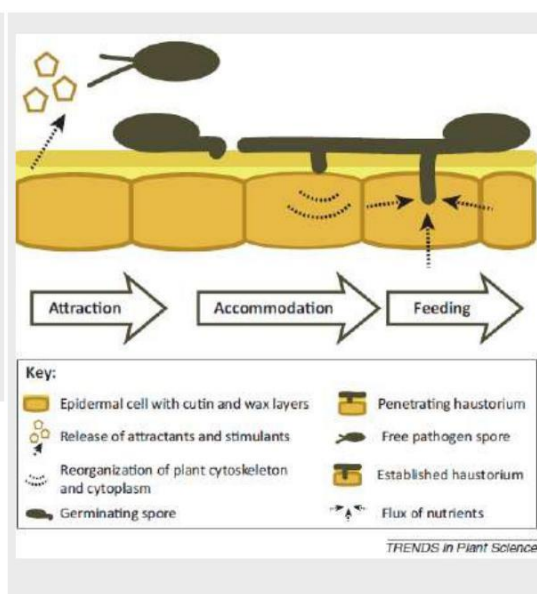 Attraction
Accommodation
Feeding
Key:
Epidermal cell with cutin and wax layers
Release of attractants and stimulants
Reorganization of plant cytoskeleton
and cytoplasm
Germinating spore
Penetrating haustorium
Free pathogen spore
Established haustorium
Flux of nutrients
TRENDS in Plant Science